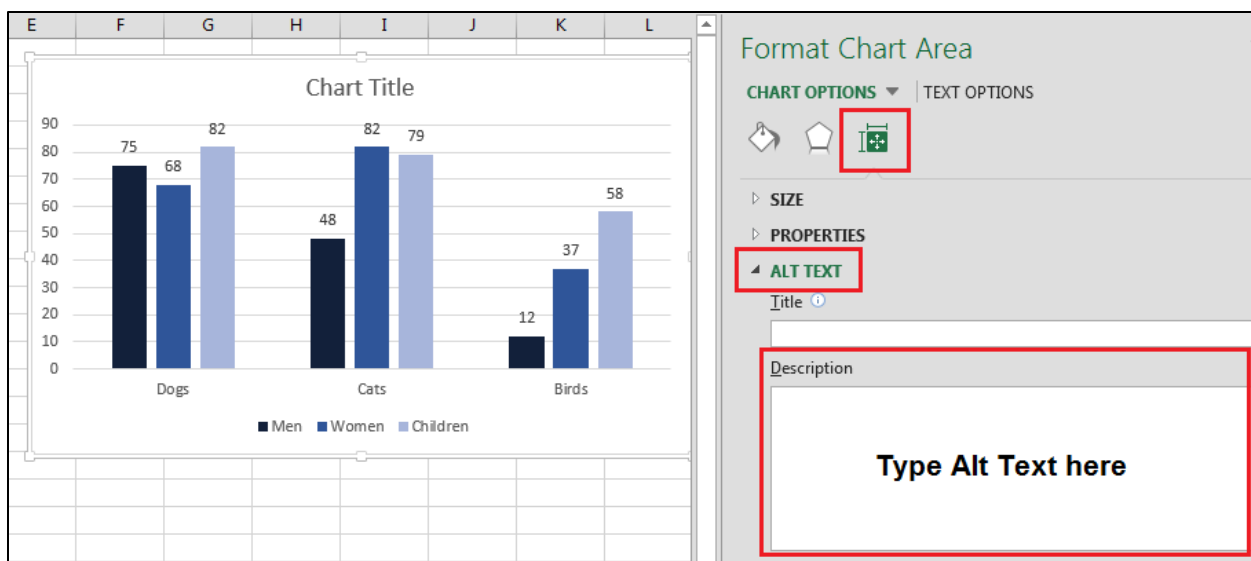 E F G H I J K L
Chart Title
90
80
70
60
50
40
30
20
10
0
75 68 82
48 82 79
12 37 58
Dogs Cats Birds
Men Women Children
Format Chart Area
CHART OPTIONS TEXT OPTIONS
SIZE
PROPERTIES
ALT TEXT
Title
Description
Type Alt Text here